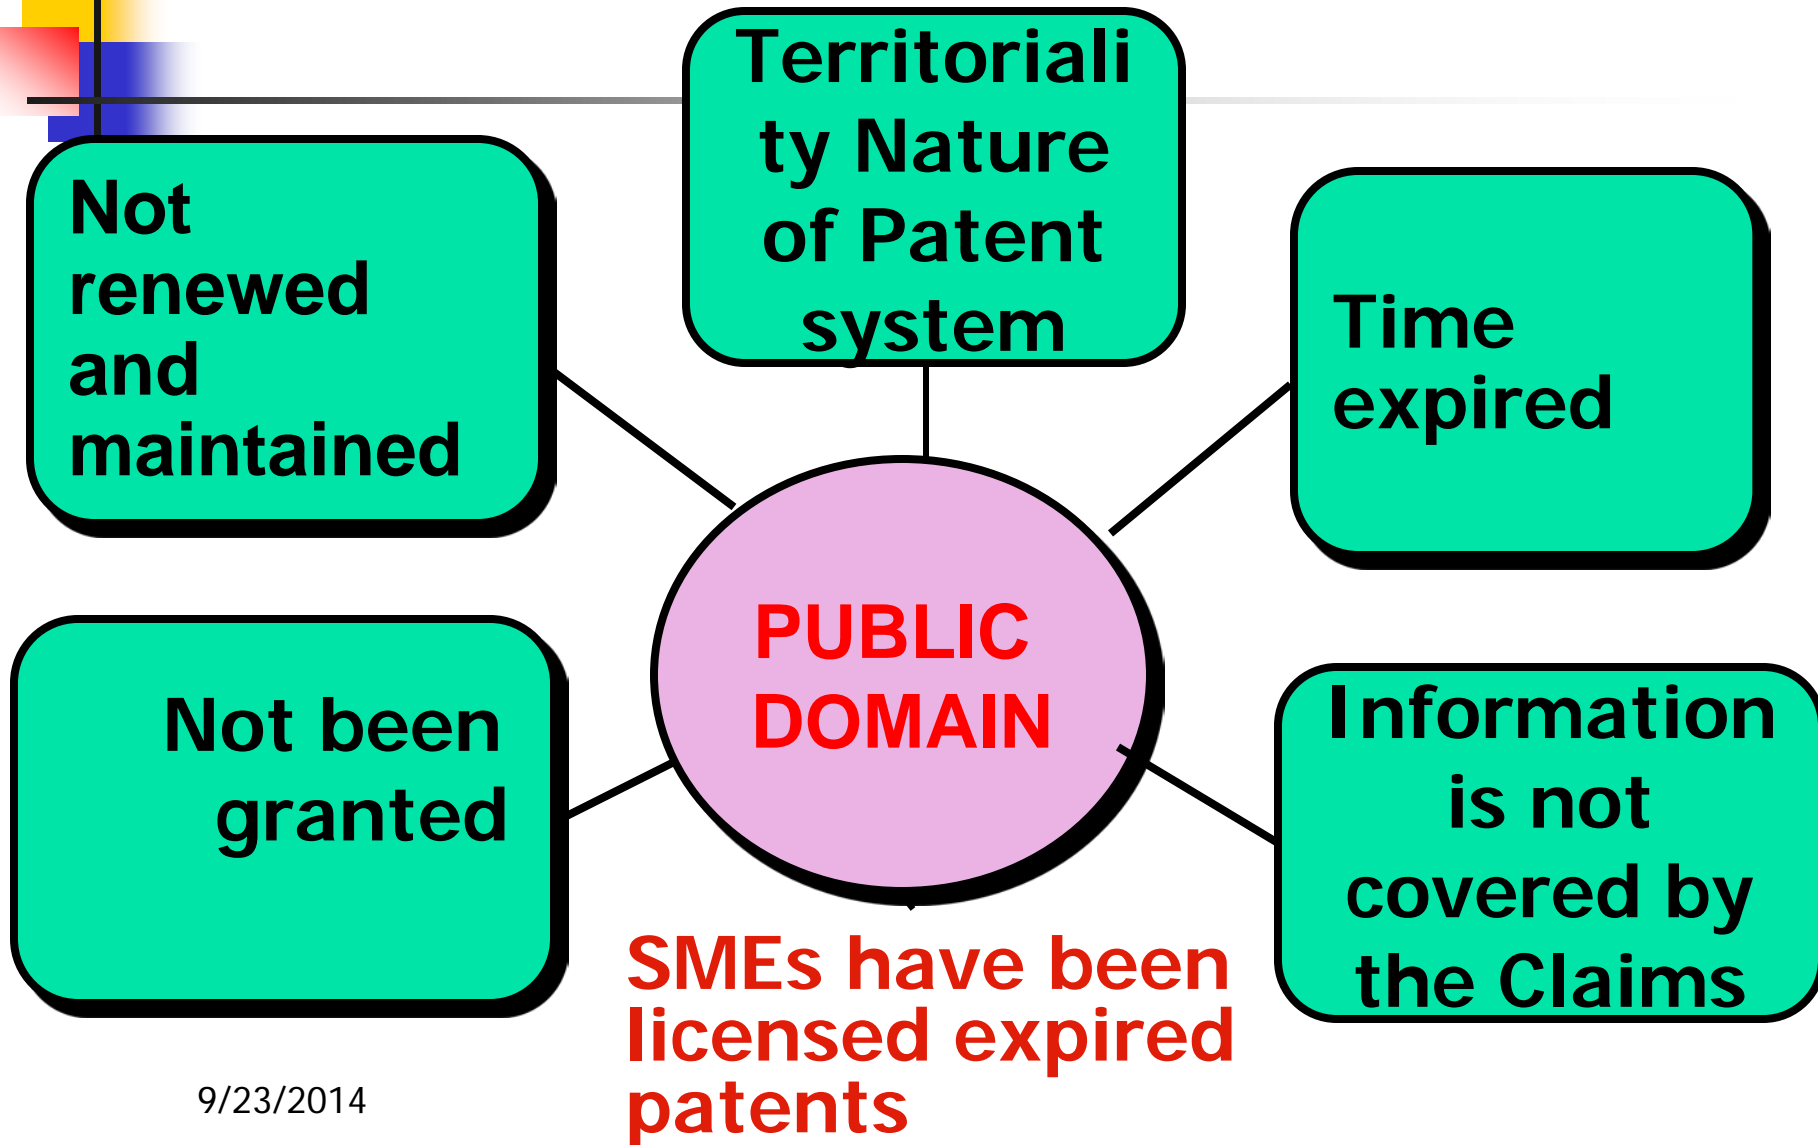 Territoriali
ty Nature
of Patent
system
Not
renewed
and
maintained
Time
expired
PUBLIC
DOMAIN
Not been
granted
Information
is not
covered by
the Claims
SMEs have been
licensed expired
patents
9/23/2014